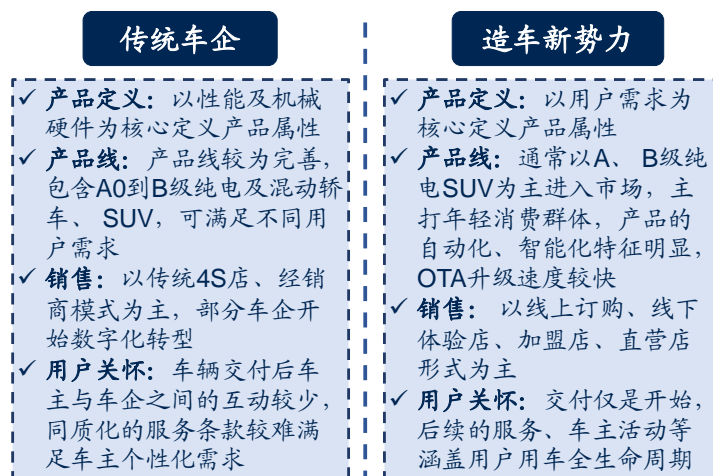 传统车企
✓ 产品定义：以性能及机械
硬件为核心定义产品属性
✓ 产品线：产品线较为完善，
包含A0到B级纯电及混动轿
车、 SUV，可满足不同用
户需求
✓ 销售：以传统4S店、经销
商模式为主，部分车企开
始数字化转型
✓ 用户关怀：车辆交付后车
主与车企之间的互动较少，
同质化的服务条款较难满
足车主个性化需求
造车新势力
✓ 产品定义：以用户需求为
核心定义产品属性
✓ 产品线：通常以A、 B级纯
电SUV为主进入市场，主
打年轻消费群体，产品的
自动化、智能化特征明显，
OTA升级速度较快
✓ 销售：以线上订购、线下
体验店、加盟店、直营店
形式为主
✓ 用户关怀：交付仅是开始，
后续的服务、车主活动等
涵盖用户用车全生命周期